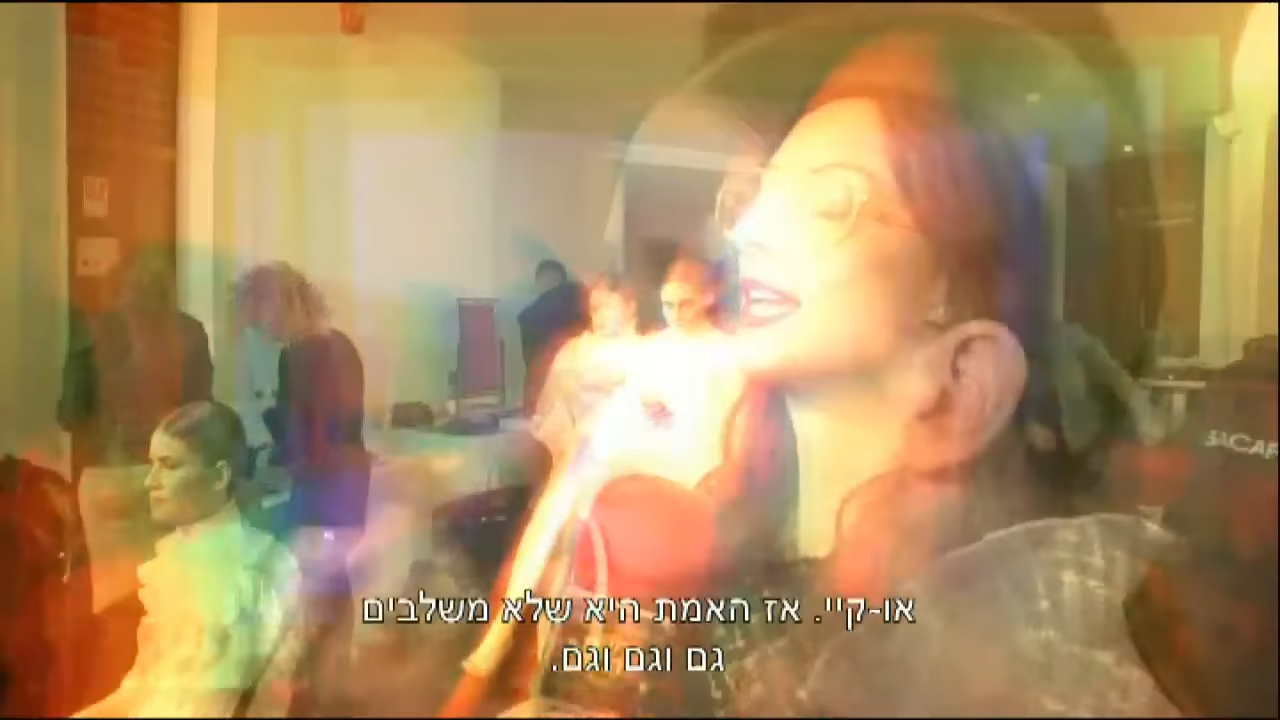 או-קיי. אז האמת היא שלא משלבים
גם וגם וגם.